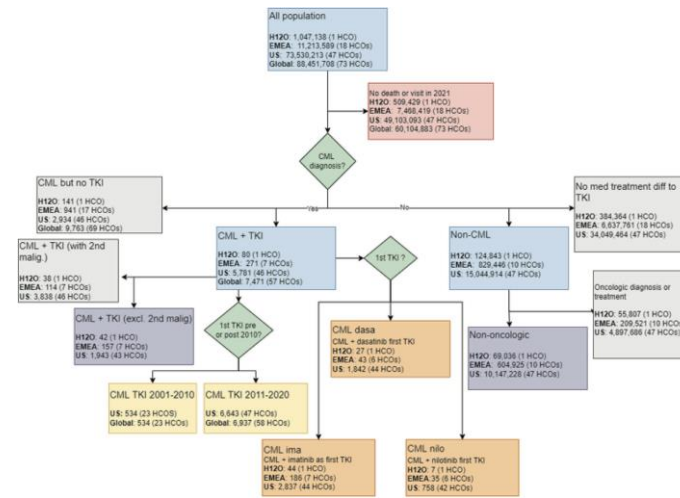 All population
H12O: 1,047,138 (1 HCO)
EMEA: 11,213,589 (18 HCOs)
US: 73,530,213 (47 HCOs)
Global: 88,451,708 (73 HCOs)
No death or visit in 2021
H12O: 509,429 (1 HCO)
EMEA: 7,468,419 (18 HCOs)
US: 49,103,093 (47 HCOs)
Global: 60,104,883 (73 HCOs)
CML
diagnosis?
Yes
No
CML but no TKI
H12O: 141 (1 HCO)
EMEA: 941 (17 HCOs)
US: 2,934 (46 HCOs)
Global: 9,763 (69 HCOs)
No med treatment diff to
TKI
H12O: 384,364 (1 HCO)
EMEA: 6,637,761 (18 HCOs)
US: 34,049,464 (47 HCOs)
CML + TKI
H12O: 80 (1 HCO)
EMEA: 271 (7 HCOs)
US: 5,781 (46 HCOs)
Global: 7,471 (57 HCOs)
1st TKI ?
Non-CML
H12O: 124,843 (1 HCO)
EMEA: 829,446 (10 HCOs)
US: 15,044,914 (47 HCOs)
CML + TKI (with 2nd
malig.)
H12O: 38 (1 HCO)
EMEA: 114 (7 HCOs)
US: 3,838 (46 HCOs)
Oncologic diagnosis or
treatment
H12O: 55,807 (1 HCO)
EMEA: 209,521 (10 HCOs)
US: 4,897,686 (47 HCOs)
CML + TKI (excl. 2nd malig)
H12O: 42 (1 HCO)
EMEA: 157 (7 HCOs)
US: 1,943 (43 HCOs)
1st TKI pre
or post 2010?
CML dasa
CML + dasatinib first TKI
H12O: 27 (1 HCO)
EMEA: 43 (6 HCOs)
US: 1,842 (44 HCOs)
Non-oncologic
H12O: 69,036 (1 HCO)
EMEA: 604,925 (10 HCOs)
US: 10,147,228 (47 HCOs)
CML TKI 2001-2010
US: 534 (23 HCOS)
Global: 534 (23 HCOs)
CML TKI 2011-2020
US: 6,643 (47 HCOs)
Global: 6,937 (58 HCOs)
CML ima
CML + imatinib as first TKI
H12O: 44 (1 HCO)
EMEA: 186 (7 HCOs)
US: 2,837 (44 HCOs)
CML nilo
CML + nilotinib first TKI
H12O: 7 (1 HCO)
EMEA:35 (6 HCOs)
US: 758 (42 HCOs)